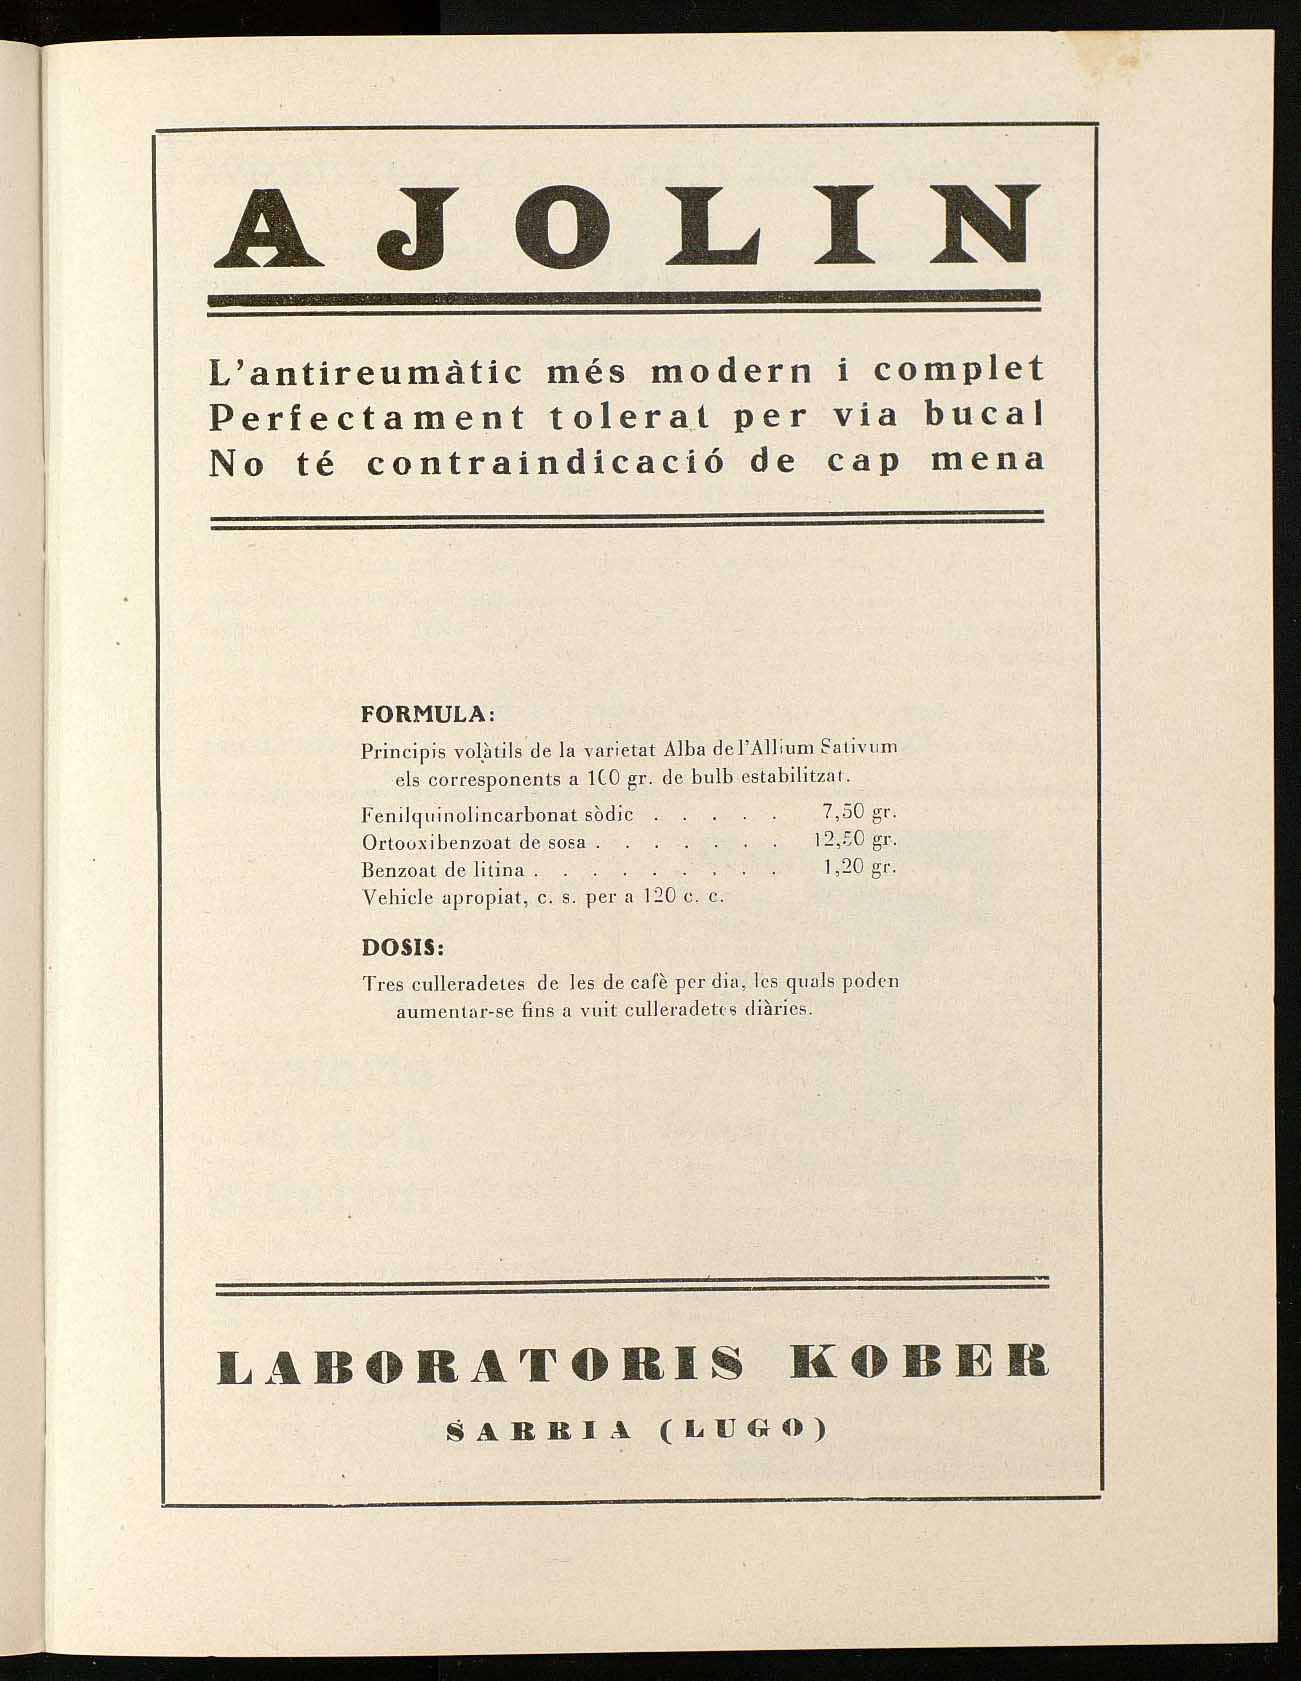 AJOLIN
L'antireumàtic més modern i complet
Perfectament tolerat per via bucal
No té contraindicació de cap mena
FORMULA:
Principis volàtils de la varietat Alba de l'Allium Sativum
els corresponents a 100 gr. de bulb estabilitzat.
Fenilquinolincarbonat sòdic . . . . . 7,50 gr.
Ortooxibenzoat de sosa . . . . . . . 12,50 gr.
Benzoat de litina . . . . . . . . . 1,20 gr.
Vehicle apropiat, c. s. per a 120 c. c.
DOSIS:
Tres culleradetes de les de cafè per dia, les quals poden
aumentar-se fins a vuit culleradetes diàries.
LABORATORIS KOBER
SARRIA (LUGO)